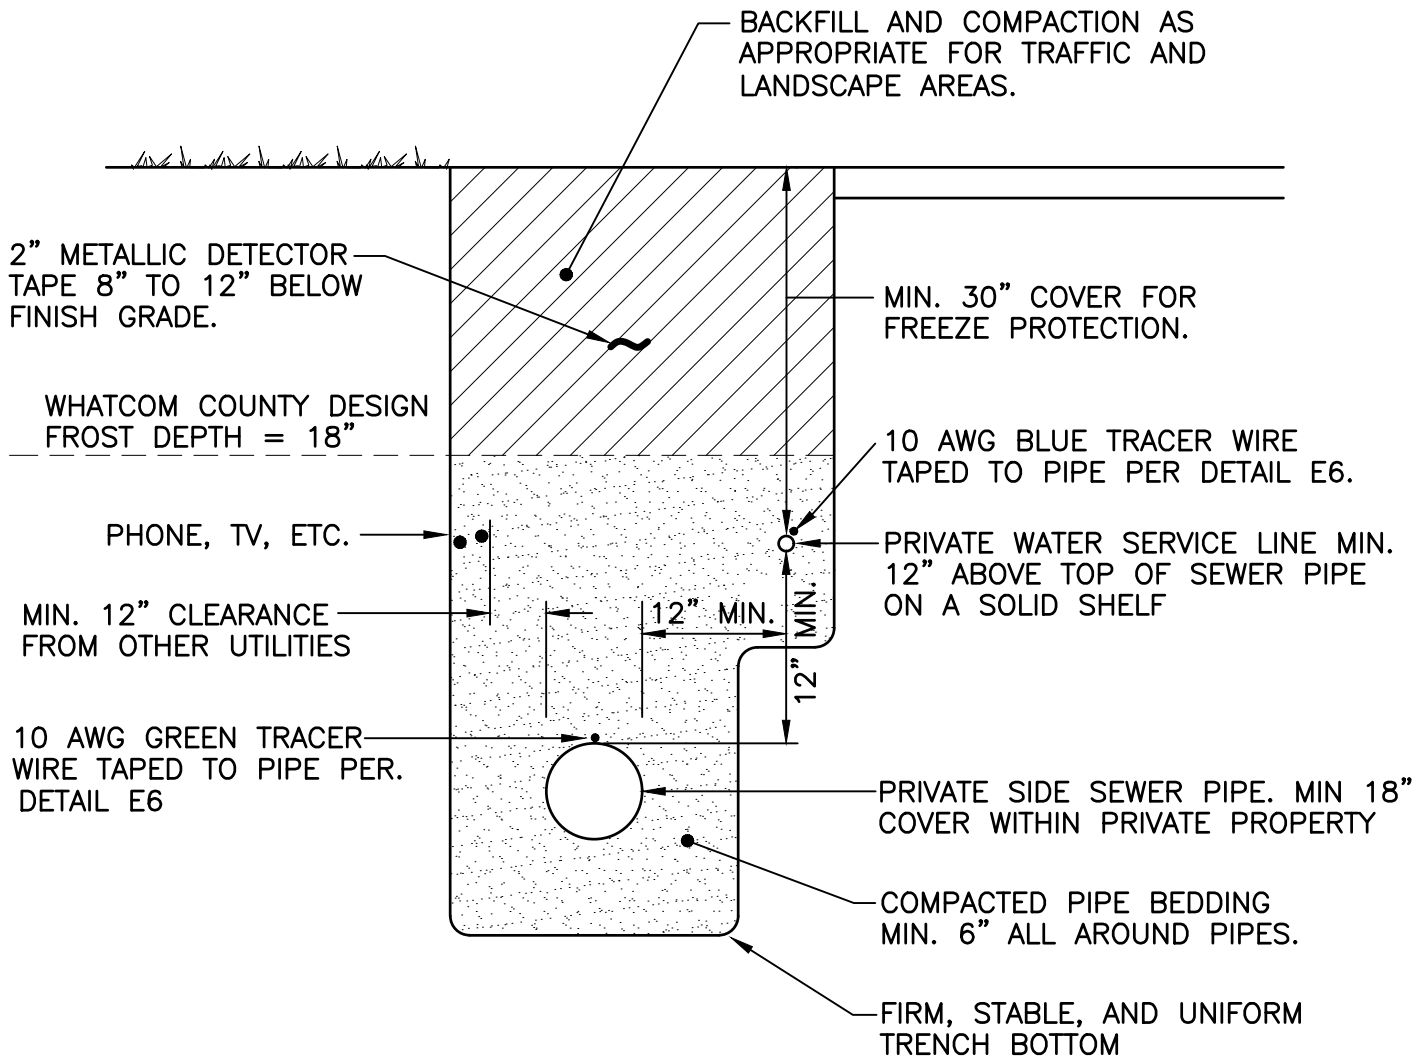 BACKFILL AND COMPACTION AS
APPROPRIATE FOR TRAFFIC AND
LANDSCAPE AREAS.
2” METALLIC DETECTOR
TAPE 8” TO 12” BELOW
FINISH GRADE.
MIN. 30” COVER FOR
FREEZE PROTECTION.
WHATCOM COUNTY DESIGN
FROST DEPTH = 18”
10 AWG BLUE TRACER WIRE
TAPED TO PIPE PER DETAIL E6.
PHONE, TV, ETC.
PRIVATE WATER SERVICE LINE MIN.
12” ABOVE TOP OF SEWER PIPE
ON A SOLID SHELF
MIN. 12” CLEARANCE
FROM OTHER UTILITIES
12” MIN.
12” MIN.
10 AWG GREEN TRACER
WIRE TAPED TO PIPE PER.
DETAIL E6
PRIVATE SIDE SEWER PIPE. MIN 18”
COVER WITHIN PRIVATE PROPERTY
COMPACTED PIPE BEDDING
MIN. 6” ALL AROUND PIPES.
FIRM, STABLE, AND UNIFORM
TRENCH BOTTOM